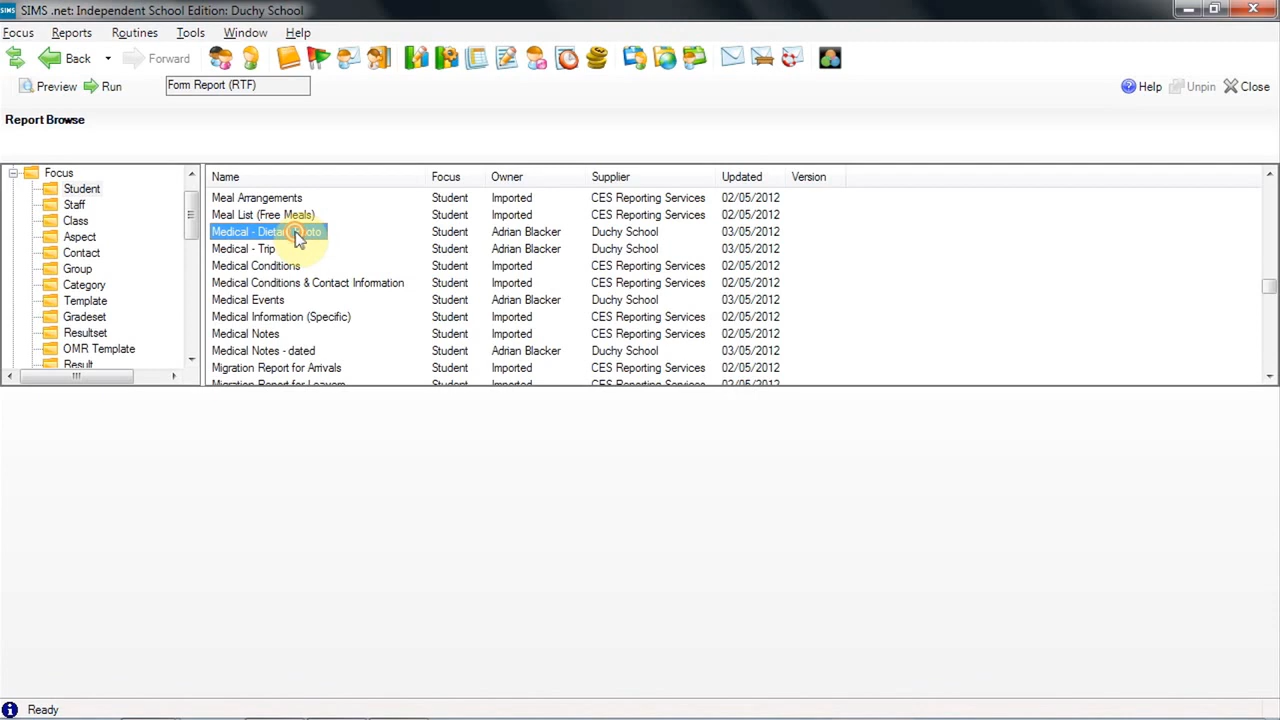 SIMS SIMS .net: Independent School Edition: Duchy School
Focus Reports Routines Tools Window Help
Back Forward
Preview Run Form Report (RTF) Help Unpin Close
Report Browse
Focus
Student
Staff
Class
Aspect
Contact
Group
Category
Template
Gradeset
Resultset
OMR Template
Result
Name Focus Owner Supplier Updated Version
Meal Arrangements Student Imported CES Reporting Services 02/05/2012
Meal List (Free Meals) Student Imported CES Reporting Services 02/05/2012
Medical - Student Adrian Blacker Duchy School 03/05/2012
Medical - Trip Student Adrian Blacker Duchy School 03/05/2012
Medical Conditions Student Imported CES Reporting Services 02/05/2012
Medical Conditions & Contact Information Student Imported CES Reporting Services 02/05/2012
Medical Events Student Adrian Blacker Duchy School 03/05/2012
Medical Information (Specific) Student Imported CES Reporting Services 02/05/2012
Medical Notes Student Imported CES Reporting Services 02/05/2012
Medical Notes - dated Student Adrian Blacker Duchy School 03/05/2012
Migration Report for Arrivals Student Imported CES Reporting Services 02/05/2012
Migration Report for Leavers Student Imported CES Reporting Services 02/05/2012
Ready